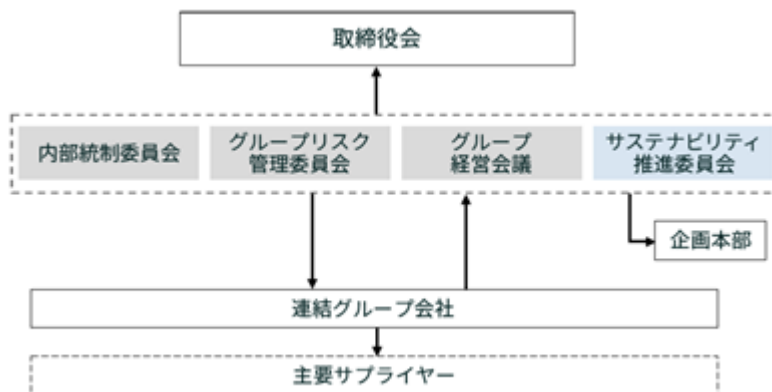 取締役会
内部統制委員会
グループリスク
管理委員会
グループ
経営会議
サステナビリティ
推進委員会
企画本部
連結グループ会社
主要サプライヤー